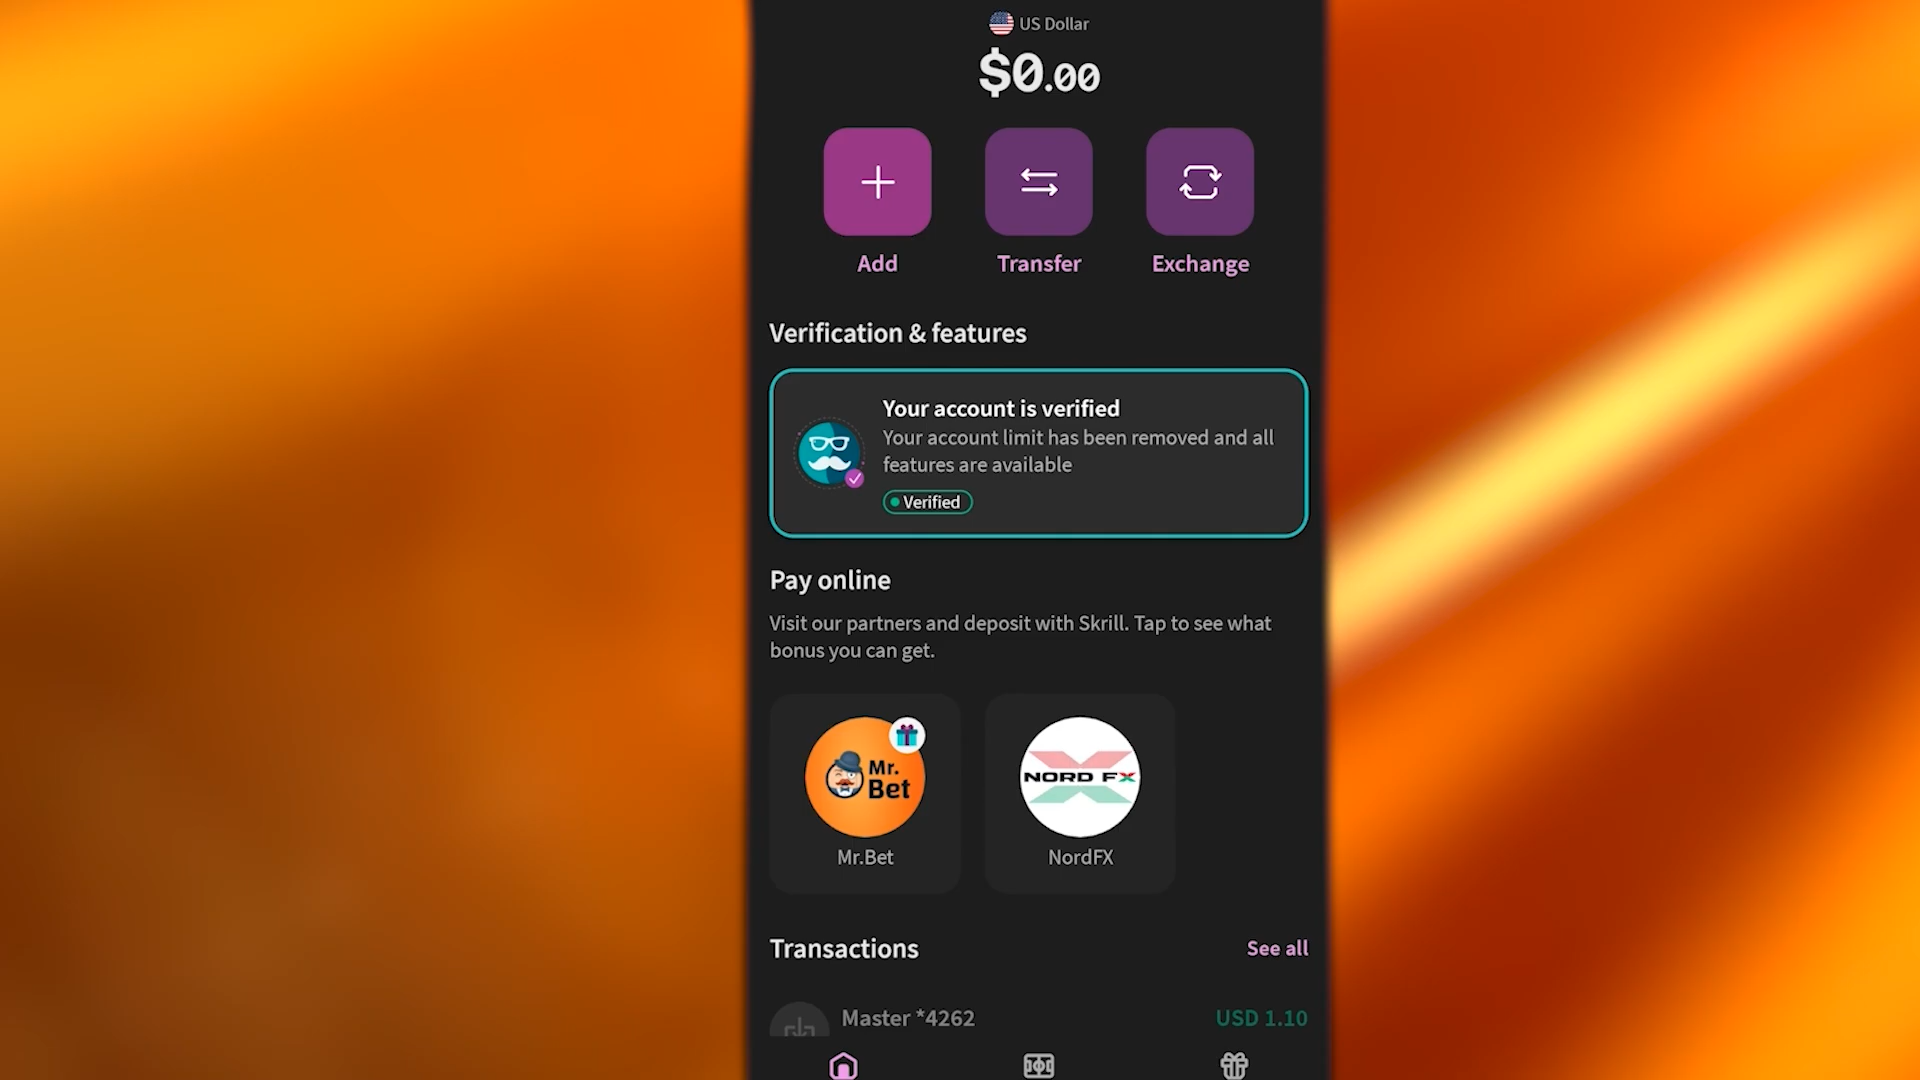 US Dollar
$0.00
Add
Transfer
Exchange
Verification & features
Your account is verified
Your account limit has been removed and all
features are available
Verified
Pay online
Visit our partners and deposit with Skrill. Tap to see what
bonus you can get.
Mr.
Bet
NORD FX
Mr.Bet
NordFX
Transactions
See all
Master *4262
USD 1.10